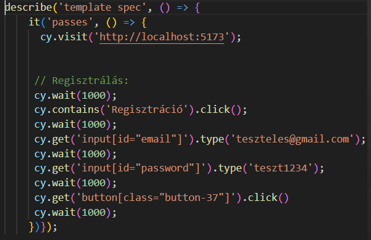 describe('template spec', () => {
it('passes', () => {
cy.visit('http://localhost:5173');
// Regisztrálás:
cy.wait(1000);
cy.contains('Regisztráció').click();
cy.wait(1000);
cy.get('input[id="email"]').type('teszteles@gmail.com');
cy.wait(1000);
cy.get('input[id="password"]').type('teszt1234');
cy.wait(1000);
cy.get('button[class="button-37"]').click()
cy.wait(1000);
})});